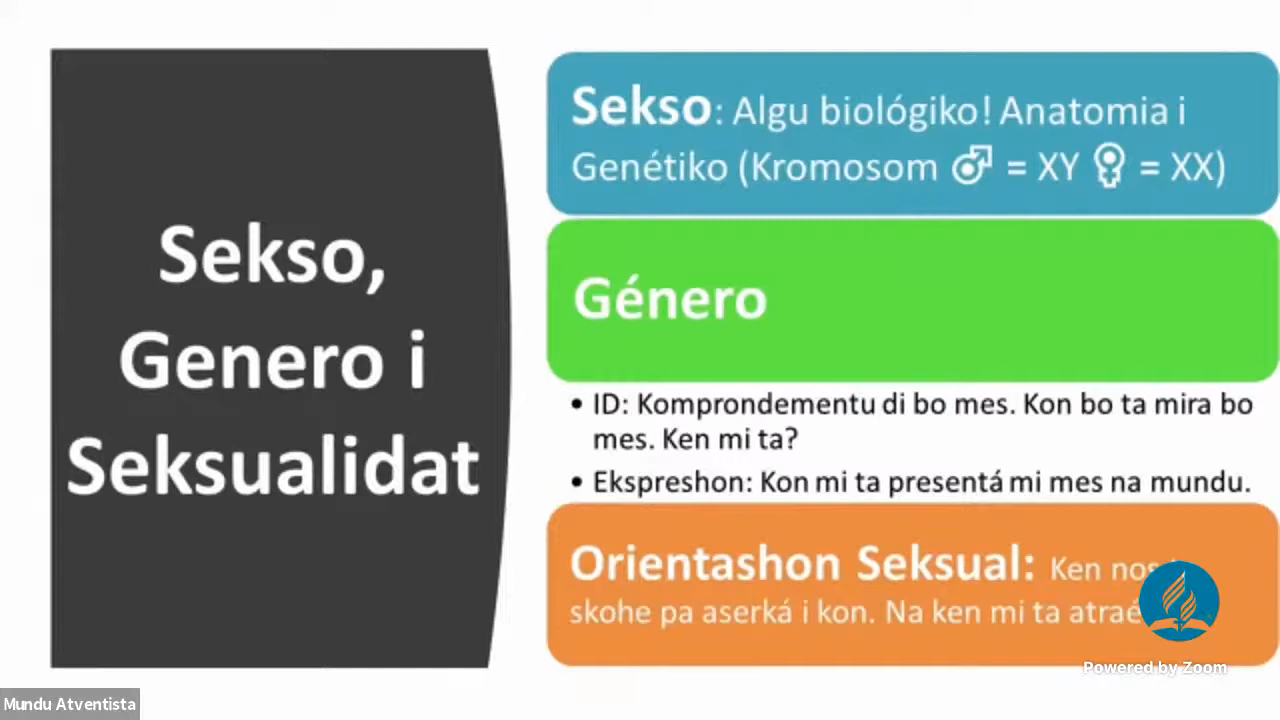 Sekso,
Genero i
Seksualidat
Sekso: Algu biológiko! Anatomia i
Genétiko (Kromosom ♂ = XY ♀ = XX)
Género
• ID: Komprondementu di bo mes. Kon bo ta mira bo
mes. Ken mi ta?
• Ekspreshon: Kon mi ta presentá mi mes na mundu.
Orientashon Seksual: Ken nos
skohe pa aserká i kon. Na ken mi ta
Powered by Zoom
Mundu Atventista